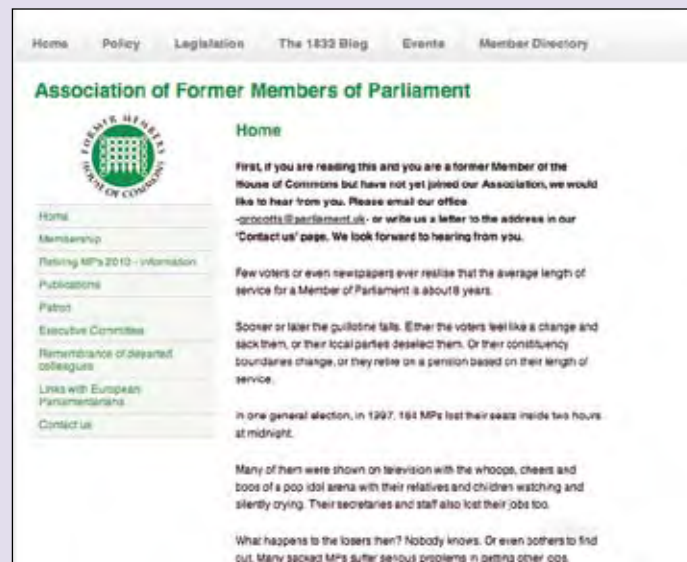 Home Policy Legislation The 1832 Blog Events Member Directory
Association of Former Members of Parliament
FORMER MEMBERS
HOUSE OF COMMONS
Home
Membership
Retiring MPs 2010 - information
Publications
Patron
Executive Committee
Remembrance of departed
colleagues
Links with European
Parliamentarians
Contact us
Home
First, if you are reading this and you are a former Member of the
House of Commons but have not yet joined our Association, we would
like to hear from you. Please email our office
-grocotts@parliament.uk- or write us a letter to the address in our
'Contact us' page. We look forward to hearing from you.
Few voters or even newspapers ever realise that the average length of
service for a Member of Parliament is about 8 years.
Sooner or later the guillotine falls. Either the voters feel like a change and
sack them, or their local parties deselect them. Or their constituency
boundaries change, or they retire on a pension based on their length of
service.
In one general election, in 1997, 184 MPs lost their seats inside two hours
at midnight.
Many of them were shown on television with the whoops, cheers and
boos of a pop idol arena with their relatives and children watching and
silently crying. Their secretaries and staff also lost their jobs too.
What happens to the losers then? Nobody knows. Or even bothers to find
out. Many sacked MPs suffer serious problems in getting other jobs.